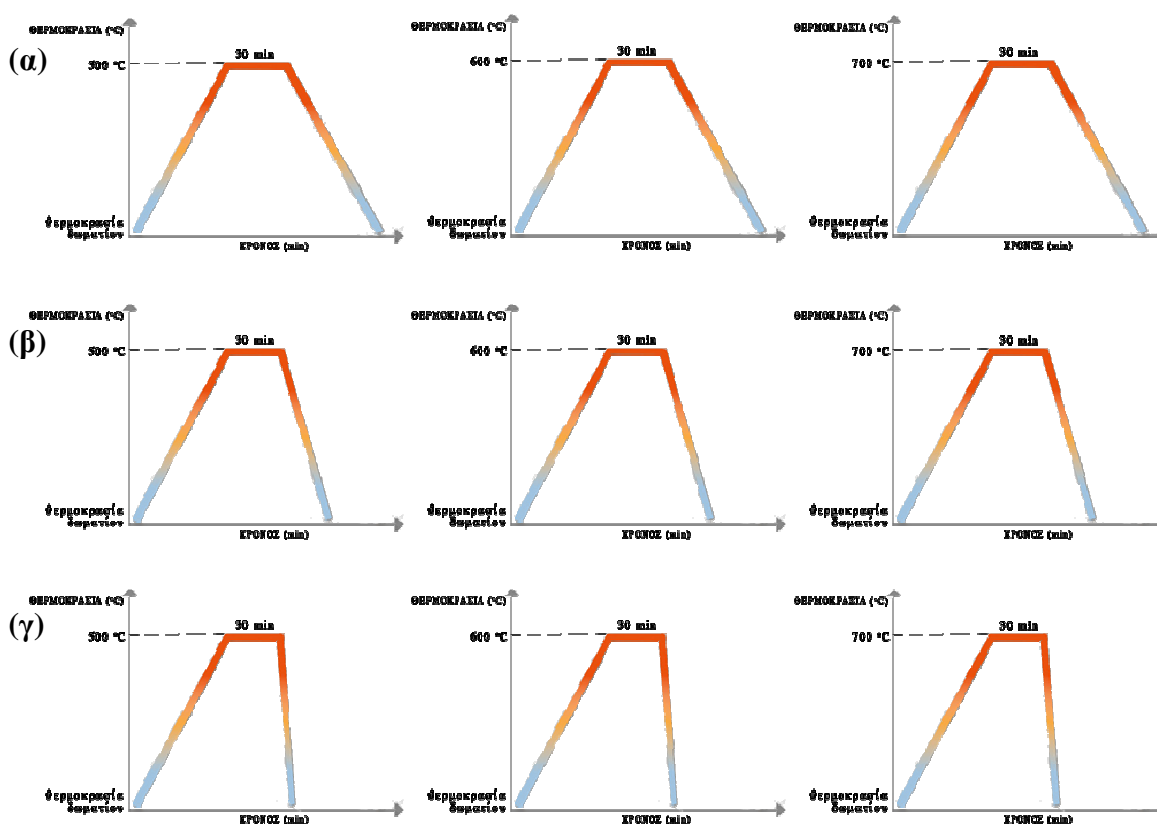 ΘΕΡΜΟΚΡΑΣΙΑ (°C) ΘΕΡΜΟΚΡΑΣΙΑ (°C) ΘΕΡΜΟΚΡΑΣΙΑ (°C)
(α) 30 min 30 min 30 min
500 °C 600 °C 700 °C
θερμοκρασία θερμοκρασία θερμοκρασία
δωματίου δωματίου δωματίου
ΧΡΟΝΟΣ (min) ΧΡΟΝΟΣ (min) ΧΡΟΝΟΣ (min)
ΘΕΡΜΟΚΡΑΣΙΑ (°C) ΘΕΡΜΟΚΡΑΣΙΑ (°C) ΘΕΡΜΟΚΡΑΣΙΑ (°C)
(β) 30 min 30 min 30 min
500 °C 600 °C 700 °C
θερμοκρασία θερμοκρασία θερμοκρασία
δωματίου δωματίου δωματίου
ΧΡΟΝΟΣ (min) ΧΡΟΝΟΣ (min) ΧΡΟΝΟΣ (min)
ΘΕΡΜΟΚΡΑΣΙΑ (°C) ΘΕΡΜΟΚΡΑΣΙΑ (°C) ΘΕΡΜΟΚΡΑΣΙΑ (°C)
(γ) 30 min 30 min 30 min
500 °C 600 °C 700 °C
θερμοκρασία θερμοκρασία θερμοκρασία
δωματίου δωματίου δωματίου
ΧΡΟΝΟΣ (min) ΧΡΟΝΟΣ (min) ΧΡΟΝΟΣ (min)